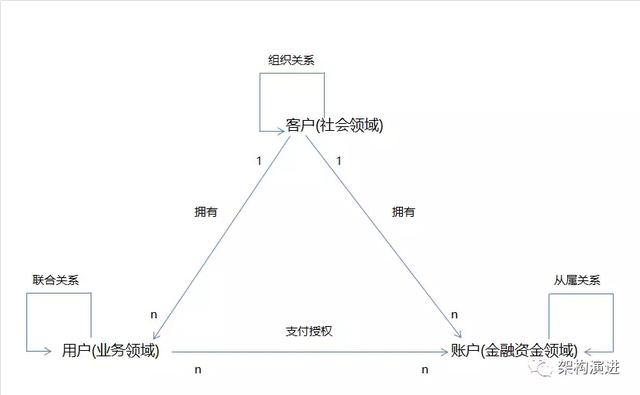 组织关系
客户(社会领域)
1
1
拥有
拥有
联合关系
从属关系
n
n
支付授权
用户(业务领域)
账户(金融资金领域)
n
n
架构演进